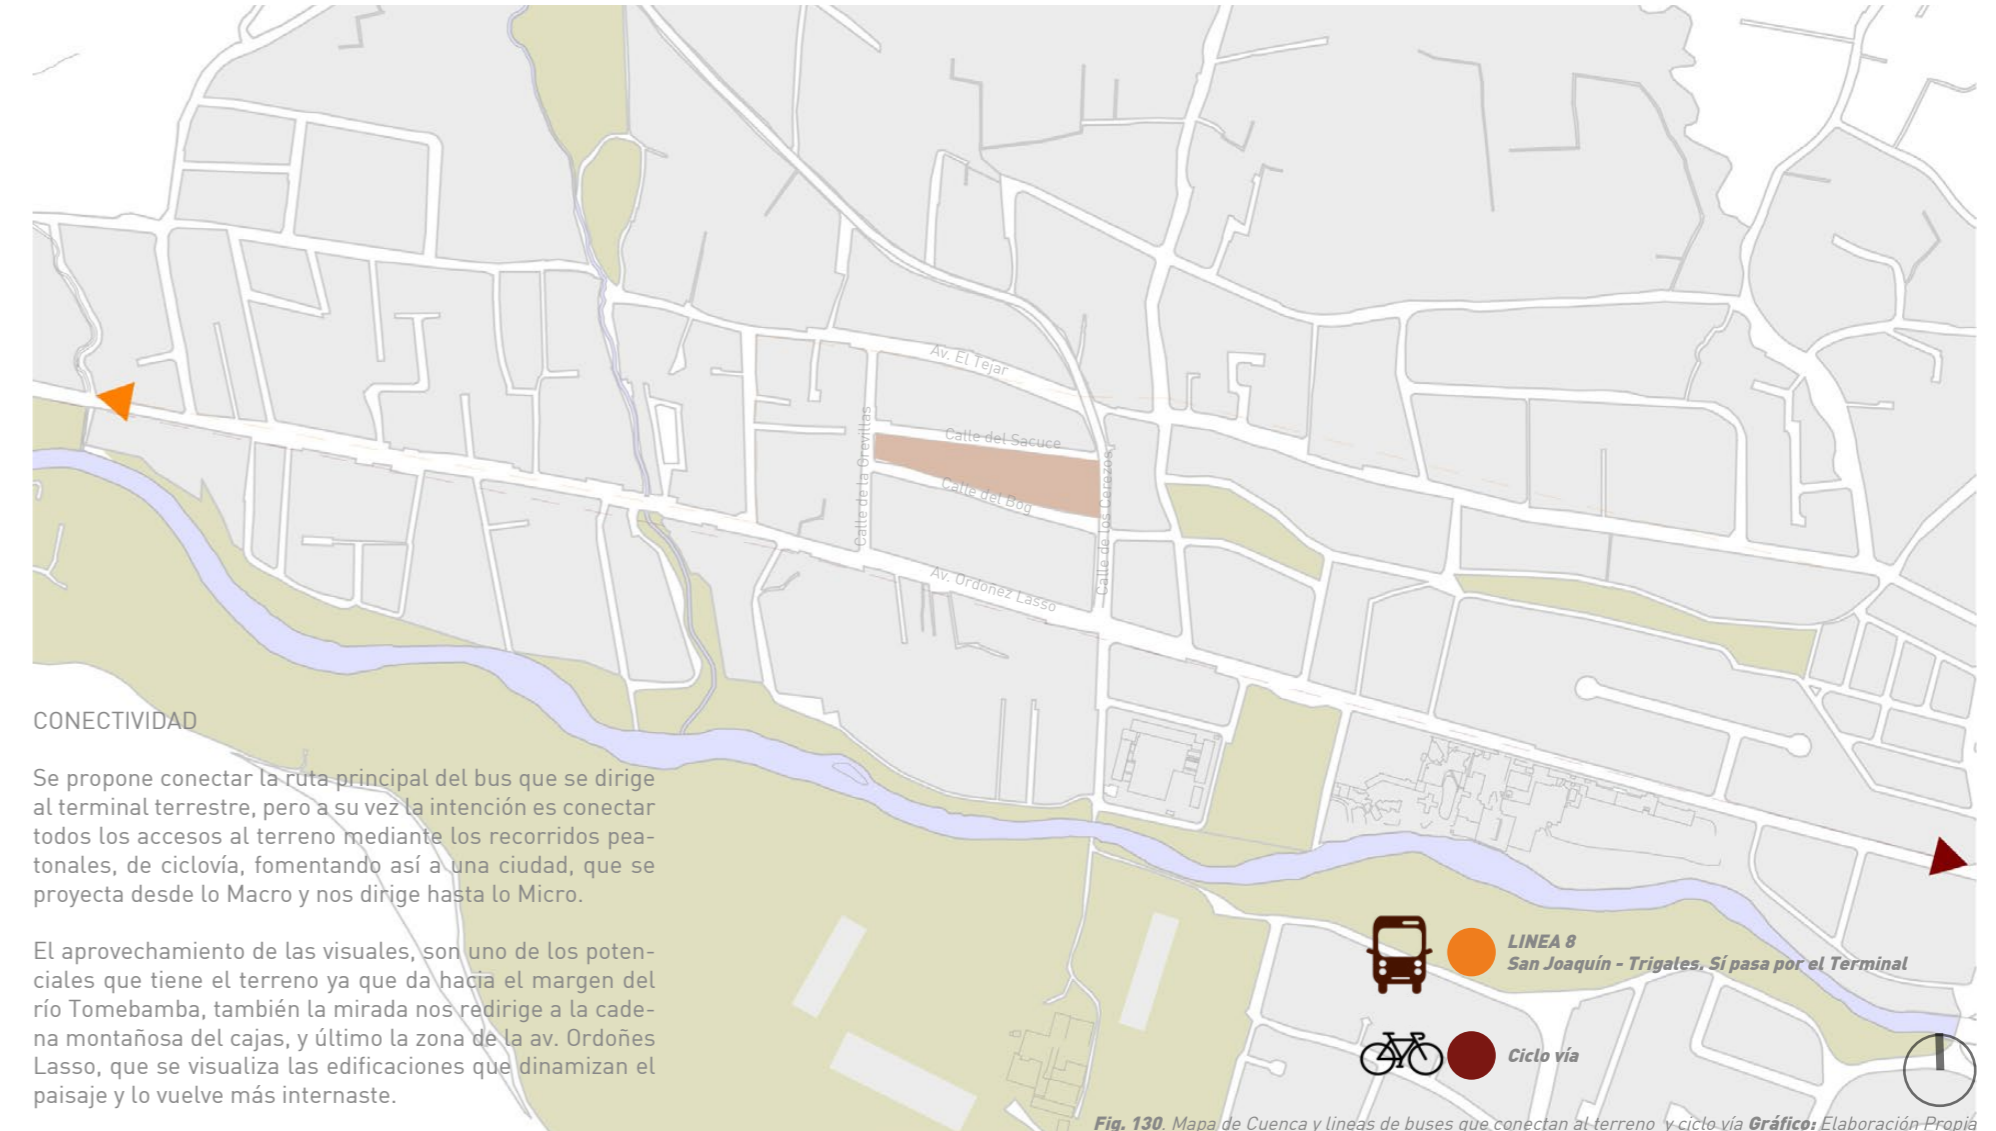 Av. El Tejar
Calle del Sacuce
Calle de la Grevillas
Calle del Bog
Calle de los Cerezos
Av. Ordoñez Lasso
CONECTIVIDAD
Se propone conectar la ruta principal del bus que se dirige
al terminal terrestre, pero a su vez la intención es conectar
todos los accesos al terreno mediante los recorridos pea-
tonales, de ciclovía, fomentando así a una ciudad, que se
proyecta desde lo Macro y nos dirige hasta lo Micro.
El aprovechamiento de las visuales, son uno de los poten-
ciales que tiene el terreno ya que da hacia el margen del
río Tomebamba, también la mirada nos redirige a la cade-
na montañosa del cajas, y último la zona de la av. Ordoñes
Lasso, que se visualiza las edificaciones que dinamizan el
paisaje y lo vuelve más internaste.
LINEA 8
San Joaquín - Trigales. Sí pasa por el Terminal
Ciclo vía
Fig. 130. Mapa de Cuenca y lineas de buses que conectan al terreno y ciclo vía Gráfico: Elaboración Propia